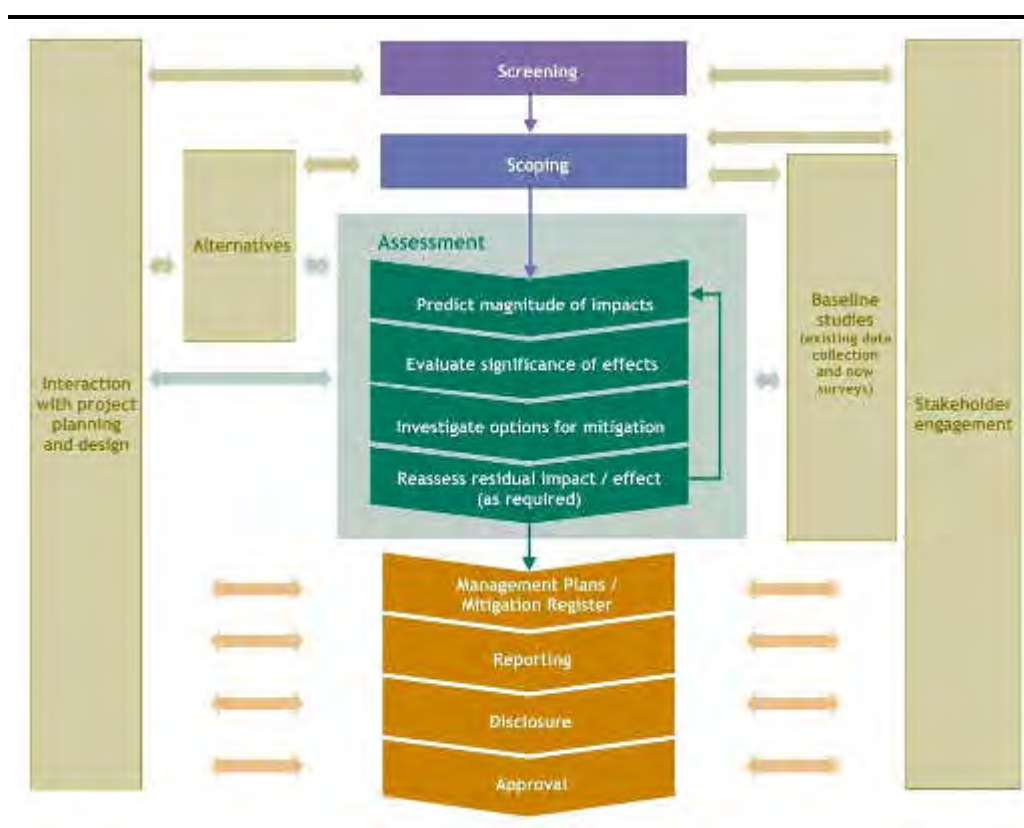 Screening
Scoping
Alternatives
Assessment
Predict magnitude of impacts
Evaluate significance of effects
Investigate options for mitigation
Reassess residual impact / effect
(as required)
Interaction
with project
planning
and design
Baseline
studies
(existing data
collection
and now
surveys)
Stakeholder
engagement
Management Plans /
Mitigation Register
Reporting
Disclosure
Approval